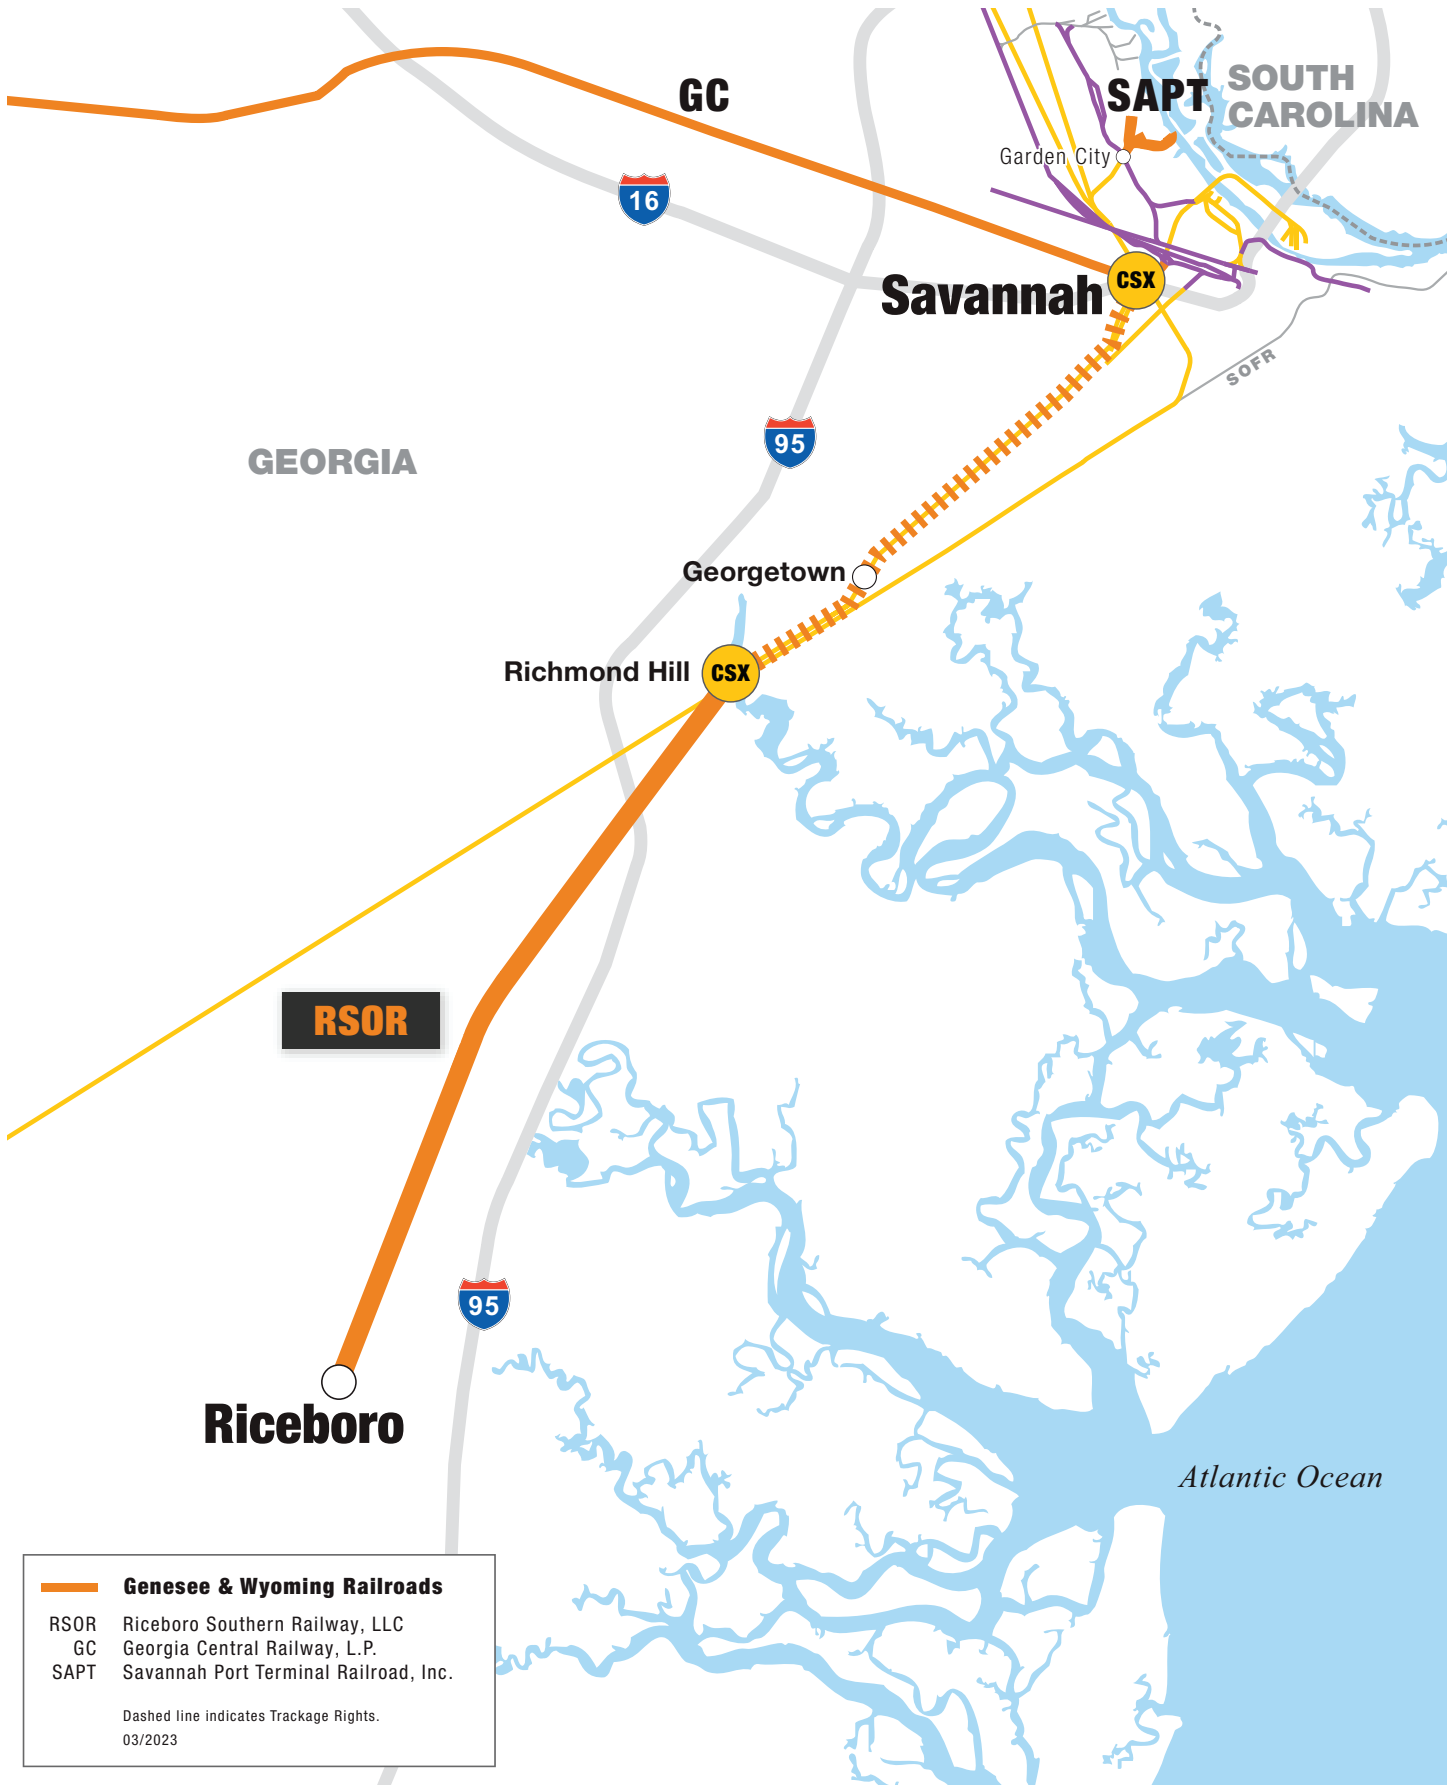 GC
SAPT
SOUTH
CAROLINA
Garden City
16
CSX
Savannah
SOFR
95
GEORGIA
Georgetown
Richmond Hill
CSX
RSOR
95
Riceboro
Atlantic Ocean
Genesee & Wyoming Railroads
RSOR Riceboro Southern Railway, LLC
GC Georgia Central Railway, L.P.
SAPT Savannah Port Terminal Railroad, Inc.
Dashed line indicates Trackage Rights.
03/2023